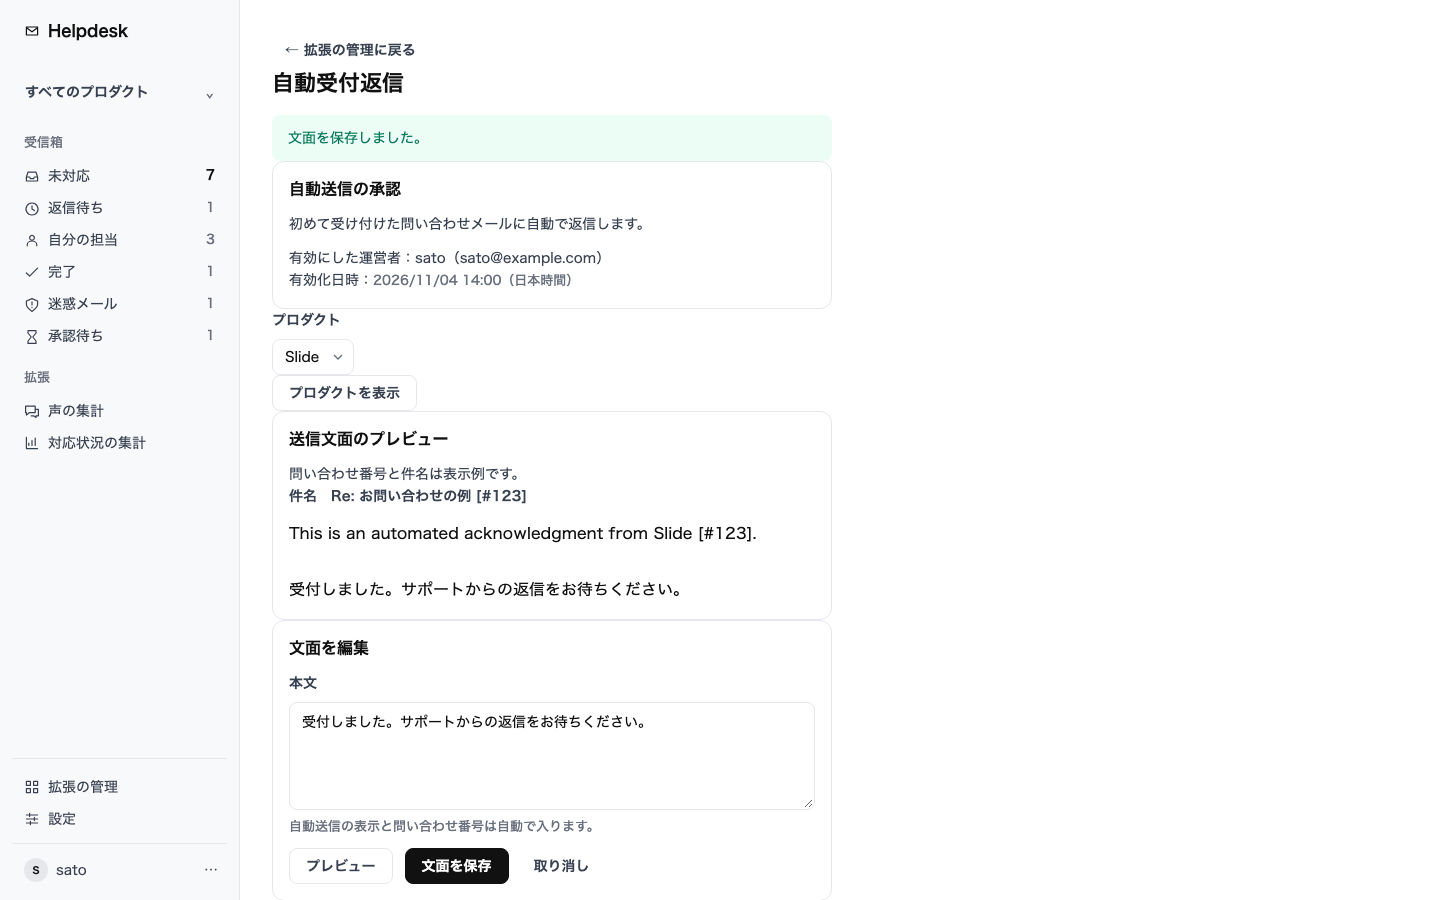 Helpdesk
すべてのプロダクト
受信箱
未対応 7
返信待ち 1
自分の担当 3
完了 1
迷惑メール 1
承認待ち 1
拡張
声の集計
対応状況の集計
拡張の管理
設定
S sato ···
← 拡張の管理に戻る
自動受付返信
文面を保存しました。
自動送信の承認
初めて受け付けた問い合わせメールに自動で返信します。
有効にした運営者：sato（sato@example.com）
有効化日時：2026/11/04 14:00（日本時間）
プロダクト
Slide
プロダクトを表示
送信文面のプレビュー
問い合わせ番号と件名は表示例です。
件名　Re: お問い合わせの例 [#123]
This is an automated acknowledgment from Slide [#123].
受付しました。サポートからの返信をお待ちください。
文面を編集
本文
受付しました。サポートからの返信をお待ちください。
自動送信の表示と問い合わせ番号は自動で入ります。
プレビュー 文面を保存 取り消し